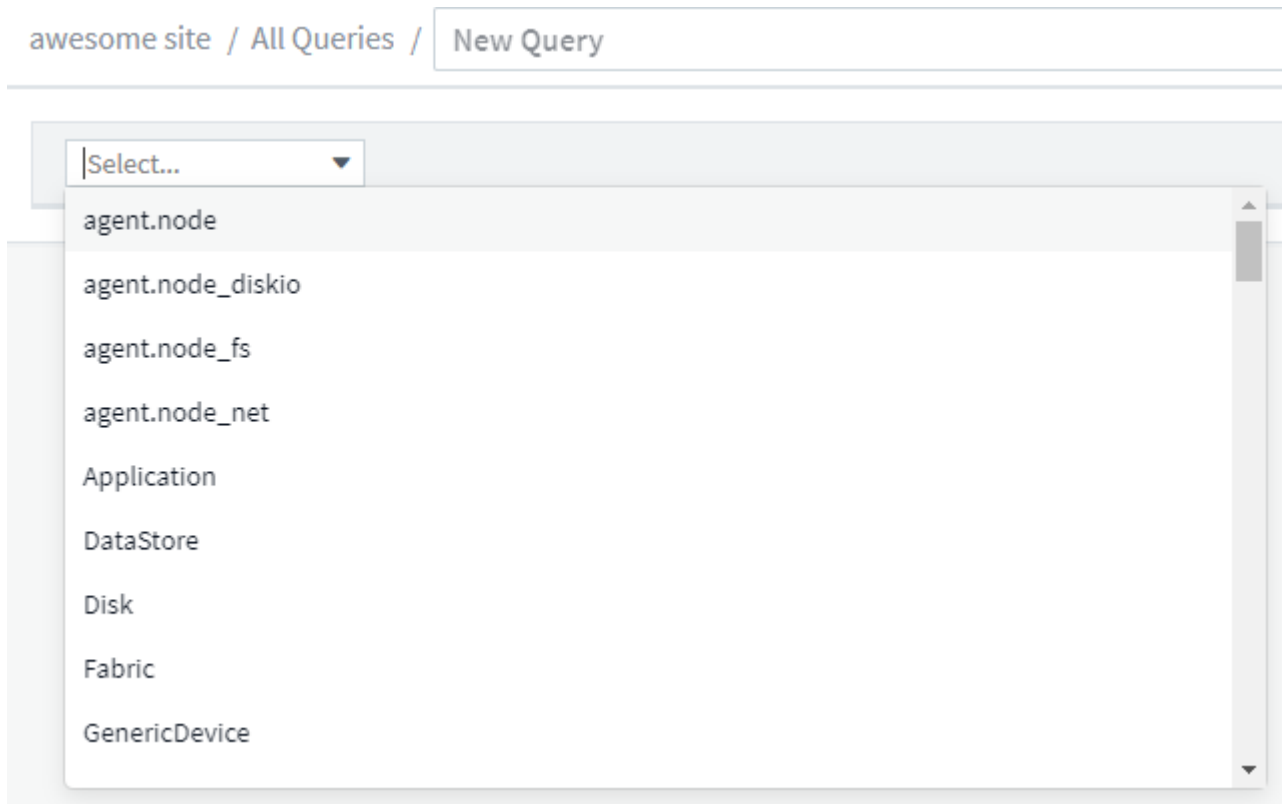 awesome site / All Queries / New Query
Select...
agent.node
agent.node_diskio
agent.node_fs
agent.node_net
Application
DataStore
Disk
Fabric
GenericDevice